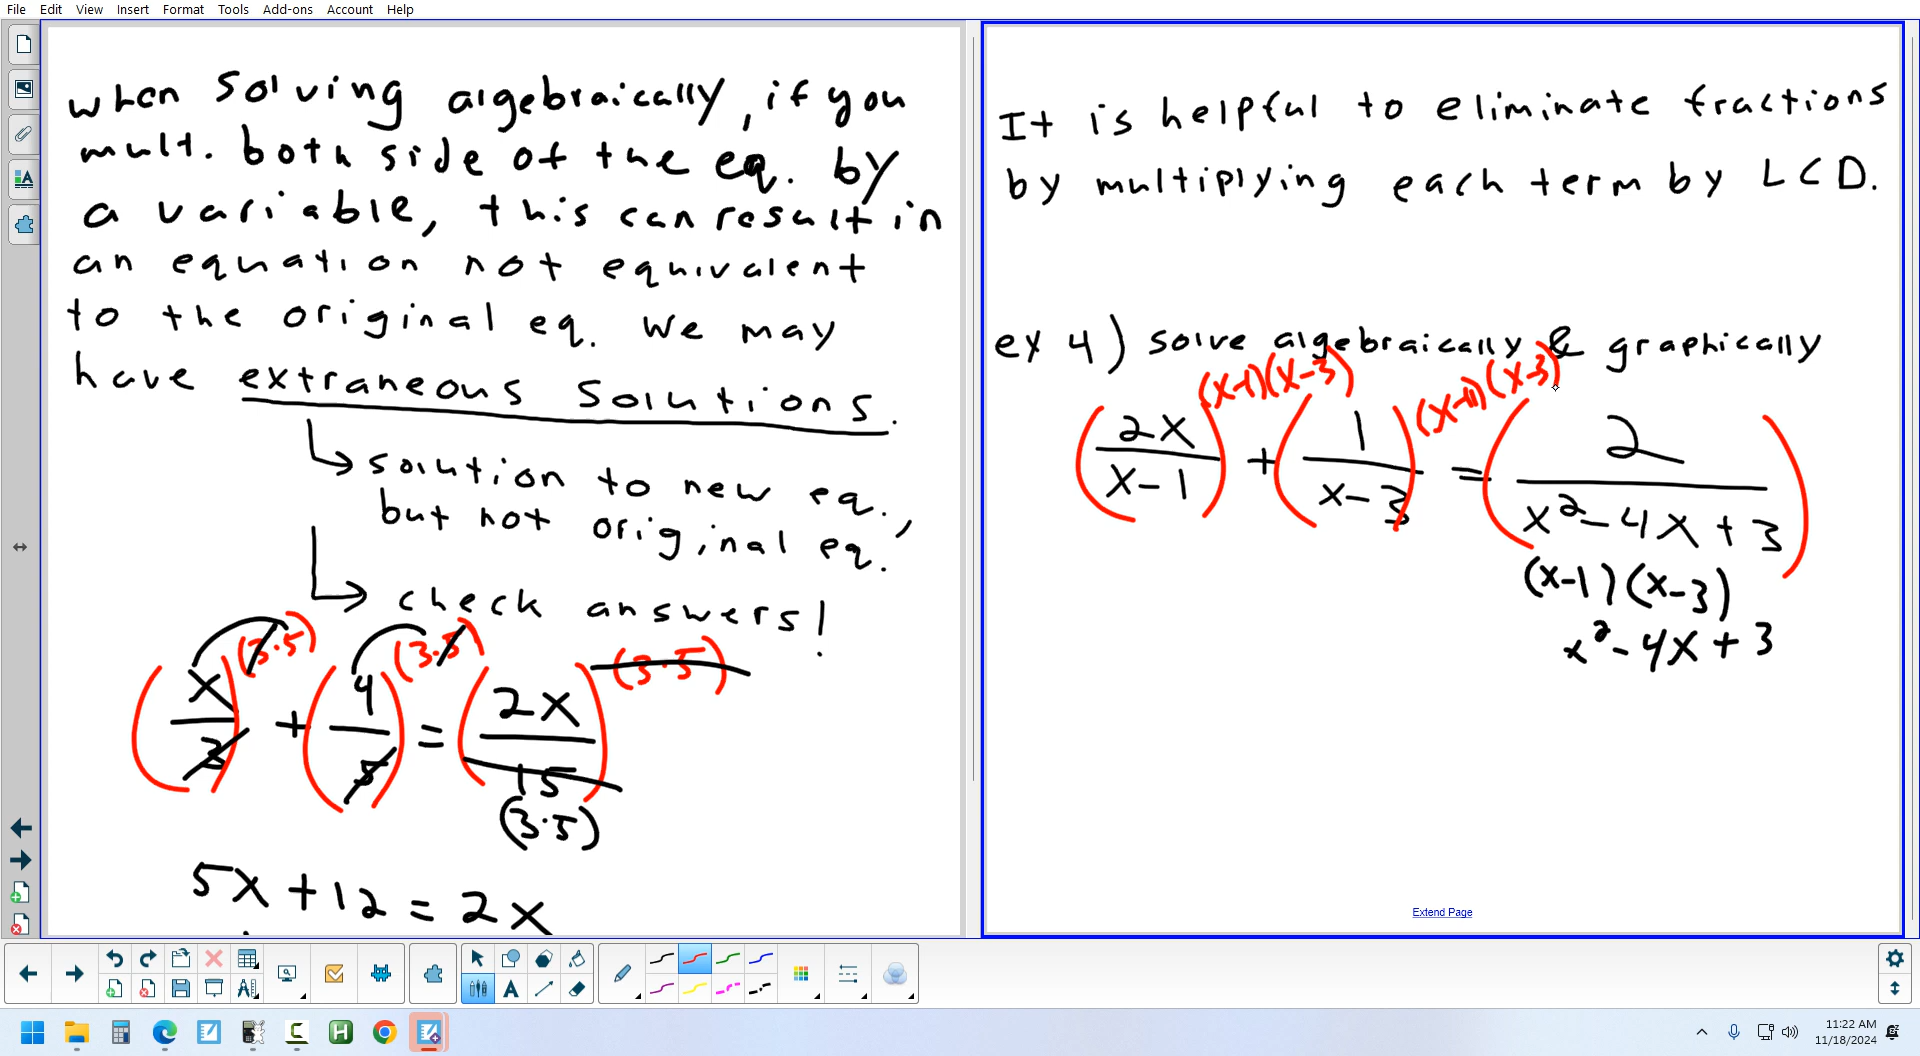 File Edit View Insert Format Tools Add-ons Account Help
when solving algebraically, if you
mult. both side of the eq. by
a variable, this can result in
an equation not equivalent
to the original eq. We may
have extraneous solutions.
solution to new eq.,
but not original eq.
check answers!
(3·5) (3·5) (3·5)
(x/3) + (4/5) = (2x/15)
(3·5)
5x + 12 = 2x
It is helpful to eliminate fractions
by multiplying each term by LCD.
ex 4) solve algebraically & graphically
(x-1)(x-3) (x-1)(x-3)
(2x/(x-1)) + (1/(x-3)) = (2/(x²-4x+3))
(x-1)(x-3)
x²-4x+3
Extend Page
11:22 AM
11/18/2024